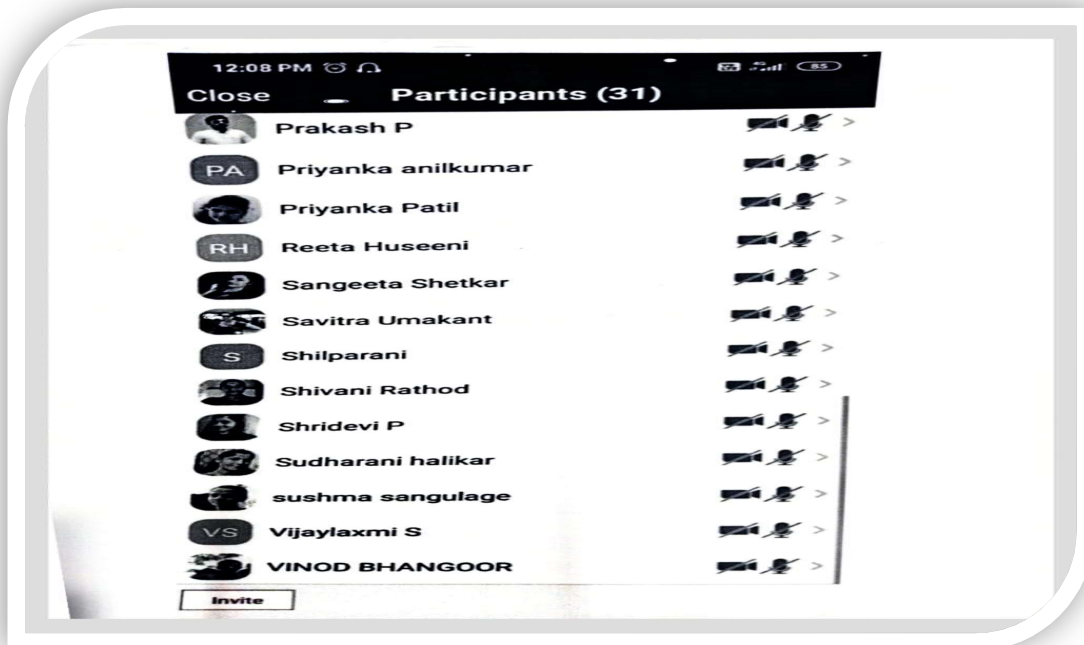 12:08 PM 4G 85
Close Participants (31)
Prakash P
PA Priyanka anilkumar
Priyanka Patil
RH Reeta Huseeni
Sangeeta Shetkar
Savitra Umakant
S Shilparani
Shivani Rathod
Shridevi P
Sudharani halikar
sushma sangulage
VS Vijaylaxmi S
VINOD BHANGOOR
Invite